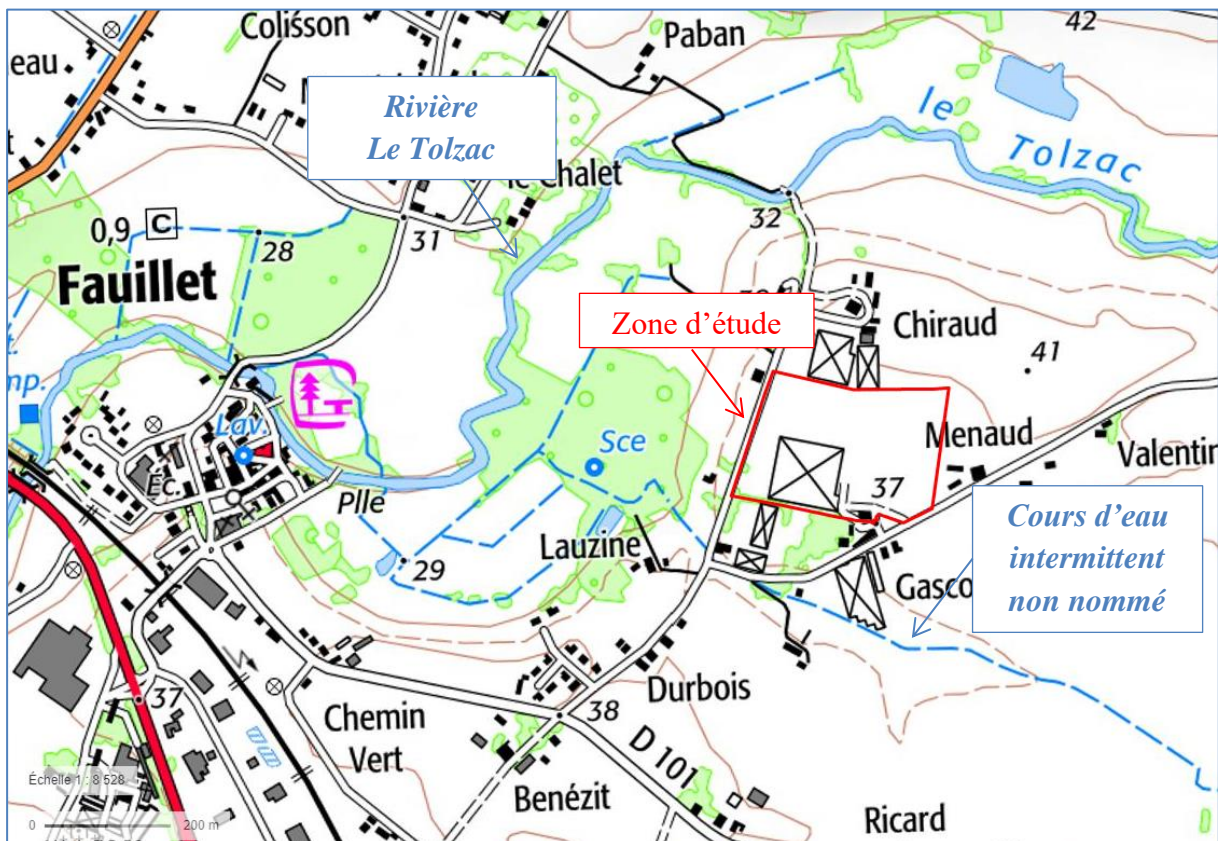 Colisson
Paban
42
eau
Rivière
Le Tolzac
le Chalet
le Tolzac
0,9 C
28
31
32
Fauillet
Zone d’étude
Chiraud
41
mp.
Lav.
Sce
Menaud
Valentin
Éc.
Plle
37
Lauzine
29
Gasco
Cours d’eau
intermittent
non nommé
Durbois
37
Chemin
Vert
38
D 101
Échelle 1 : 8 528
Benézit
0 200 m
Ricard